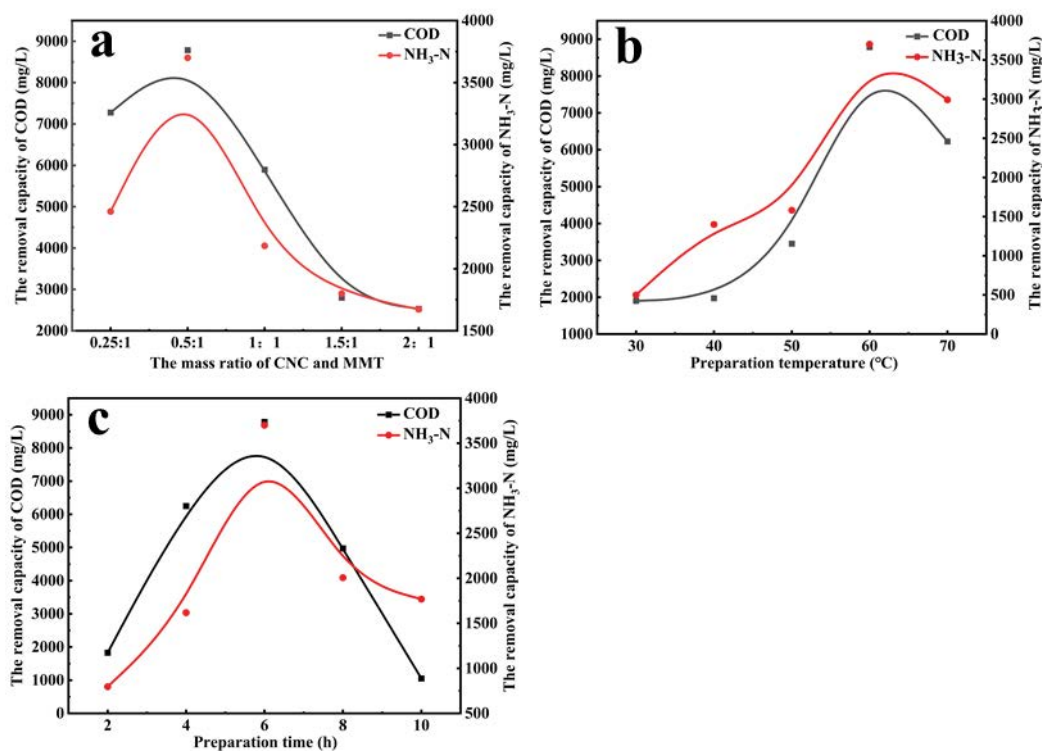 a
COD
NH₃-N
The removal capacity of COD (mg/L)
9000
8000
7000
6000
5000
4000
3000
2000
The removal capacity of NH₃-N (mg/L)
4000
3500
3000
2500
2000
1500
0.25:1 0.5:1 1：1 1.5:1 2：1
The mass ratio of CNC and MMT
b
COD
NH3-N
The removal capacity of COD (mg/L)
9000
8000
7000
6000
5000
4000
3000
2000
1000
The removal capacity of NH3-N (mg/L)
4000
3500
3000
2500
2000
1500
1000
500
0
30 40 50 60 70
Preparation temperature (°C)
c
COD
NH₃-N
The removal capacity of COD (mg/L)
9000
8000
7000
6000
5000
4000
3000
2000
1000
0
The removal capacity of NH₃-N (mg/L)
4000
3500
3000
2500
2000
1500
1000
500
2 4 6 8 10
Preparation time (h)